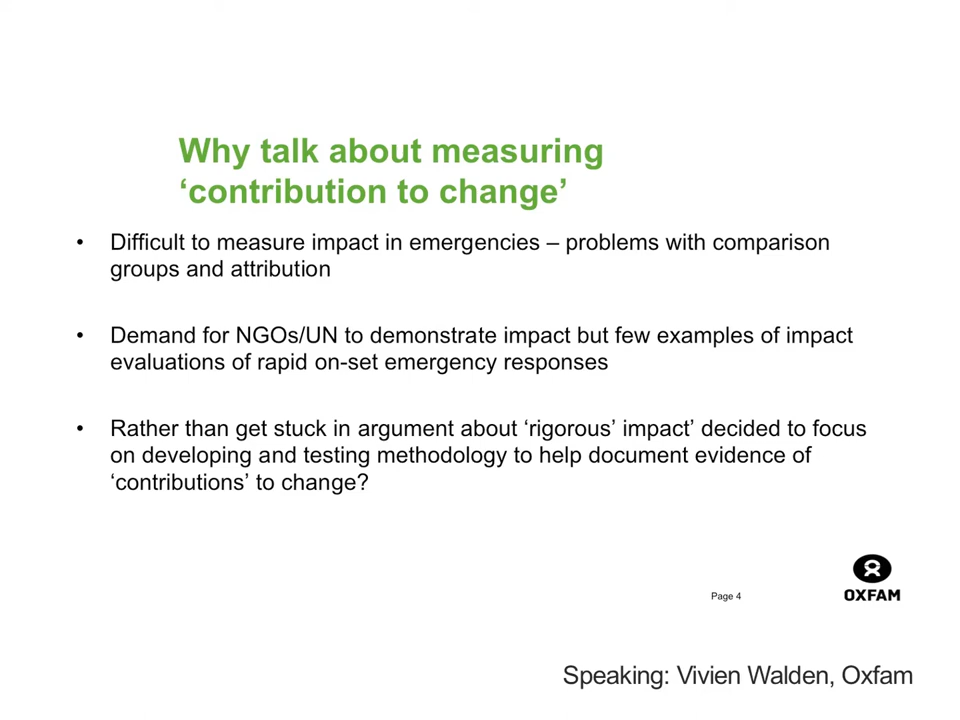 Why talk about measuring
‘contribution to change’
• Difficult to measure impact in emergencies – problems with comparison
groups and attribution
• Demand for NGOs/UN to demonstrate impact but few examples of impact
evaluations of rapid on-set emergency responses
• Rather than get stuck in argument about ‘rigorous’ impact’ decided to focus
on developing and testing methodology to help document evidence of
‘contributions’ to change?
Page 4
OXFAM
Speaking: Vivien Walden, Oxfam